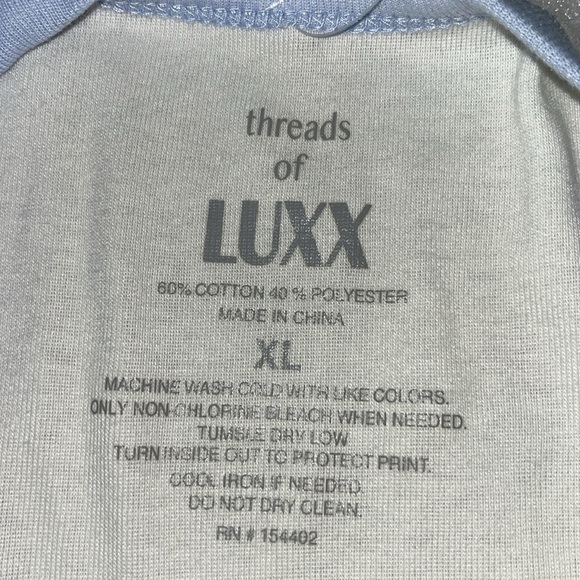 threads
of
LUXX
60% COTTON 40 % POLYESTER
MADE IN CHINA
XL
MACHINE WASH COLD WITH LIKE COLORS.
ONLY NON-CHLORINE BLEACH WHEN NEEDED.
TUMBLE DRY LOW
TURN INSIDE OUT TO PROTECT PRINT.
COOL IRON IF NEEDED.
DO NOT DRY CLEAN.
RN # 154402